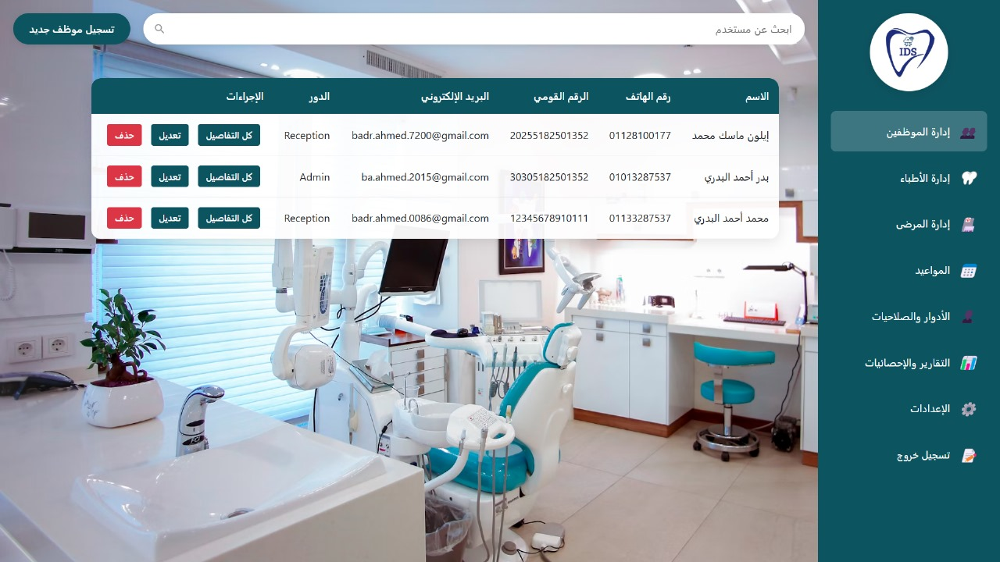 تسجيل موظف جديد
ابحث عن مستخدم
IDS
إدارة الموظفين
إدارة الأطباء
إدارة المرضى
المواعيد
الأدوار والصلاحيات
التقارير والإحصائيات
الإعدادات
تسجيل خروج
الاسم رقم الهاتف الرقم القومي البريد الإلكتروني الدور الإجراءات
إيلون ماسك محمد 01128100177 20255182501352 badr.ahmed.7200@gmail.com Reception كل التفاصيل تعديل حذف
بدر أحمد البدري 01013287537 30305182501352 ba.ahmed.2015@gmail.com Admin كل التفاصيل تعديل حذف
محمد أحمد البدري 01133287537 12345678910111 badr.ahmed.0086@gmail.com Reception كل التفاصيل تعديل حذف